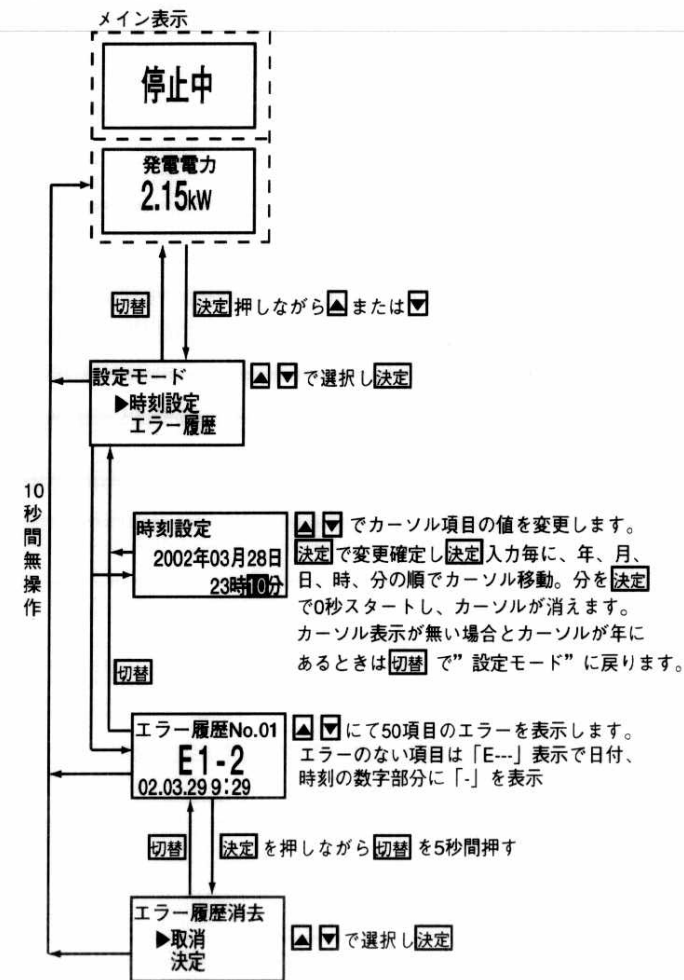 メイン表示
停止中
発電電力
2.15kW
切替 決定押しながら▲または▼
設定モード
▶時刻設定
エラー履歴
▲ ▼ で選択し決定
10秒間無操作
時刻設定
2002年03月28日
23時10分
▲ ▼ でカーソル項目の値を変更します。
決定で変更確定し決定入力毎に、年、月、
日、時、分の順でカーソル移動。分を決定
で0秒スタートし、カーソルが消えます。
カーソル表示が無い場合とカーソルが年に
あるときは切替 で”設定モード”に戻ります。
切替
エラー履歴No.01
E1-2
02.03.29 9:29
▲ ▼ にて50項目のエラーを表示します。
エラーのない項目は「E---」表示で日付、
時刻の数字部分に「-」を表示
切替 決定 を押しながら 切替 を5秒間押す
エラー履歴消去
▶取消
決定
▲ ▼ で選択し決定